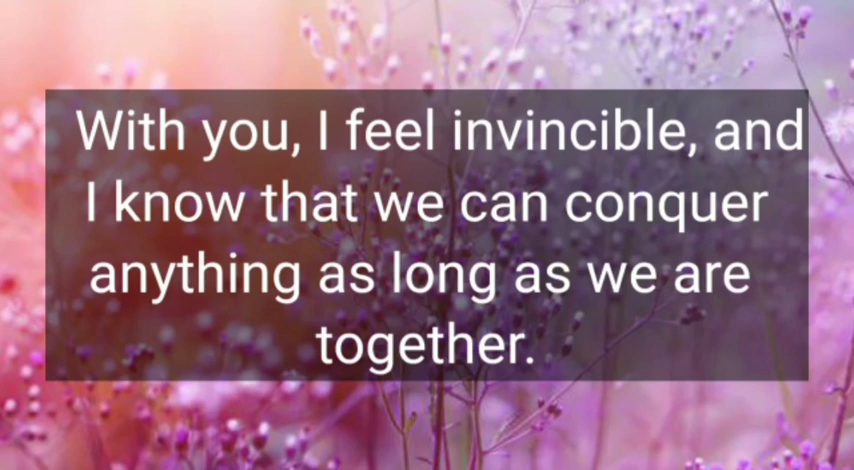 With you, I feel invincible, and
I know that we can conquer
anything as long as we are
together.